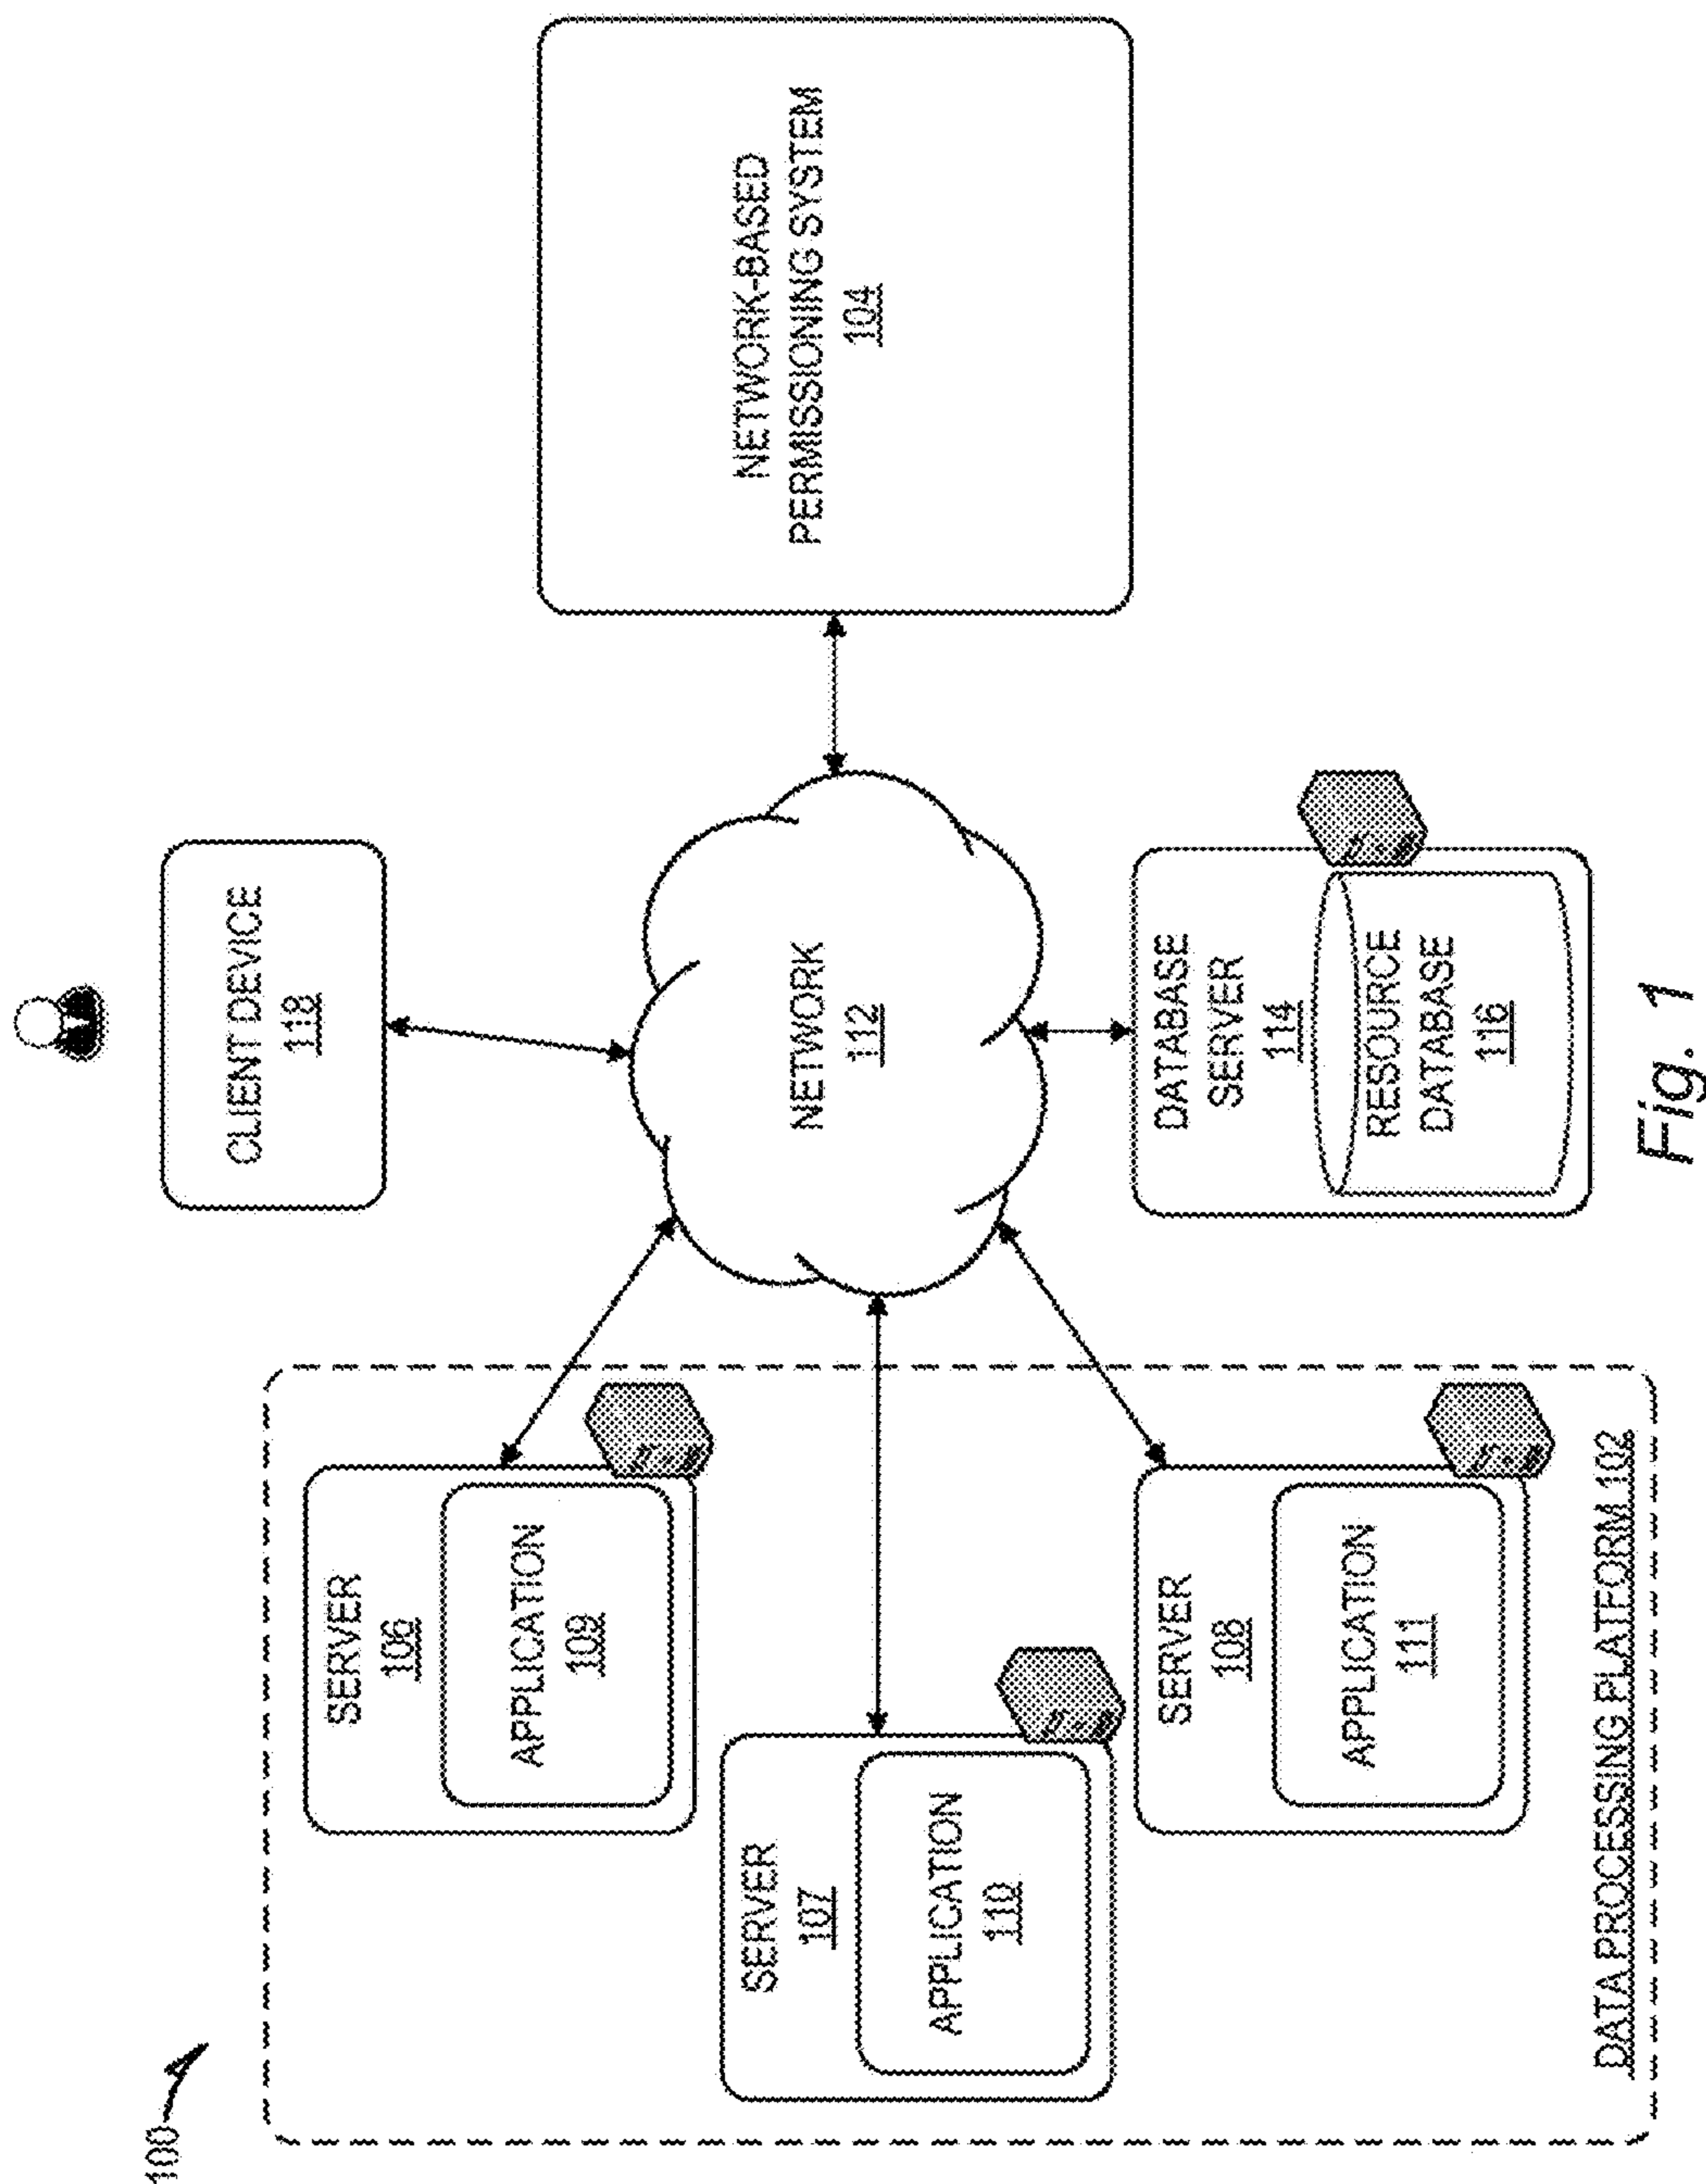 100
SERVER
106
APPLICATION
109
SERVER
107
APPLICATION
110
SERVER
108
APPLICATION
111
DATA PROCESSING PLATFORM 102
CLIENT DEVICE
118
NETWORK
112
DATABASE
SERVER
114
RESOURCE
DATABASE
116
NETWORK-BASED
PERMISSIONING SYSTEM
104
Fig. 1